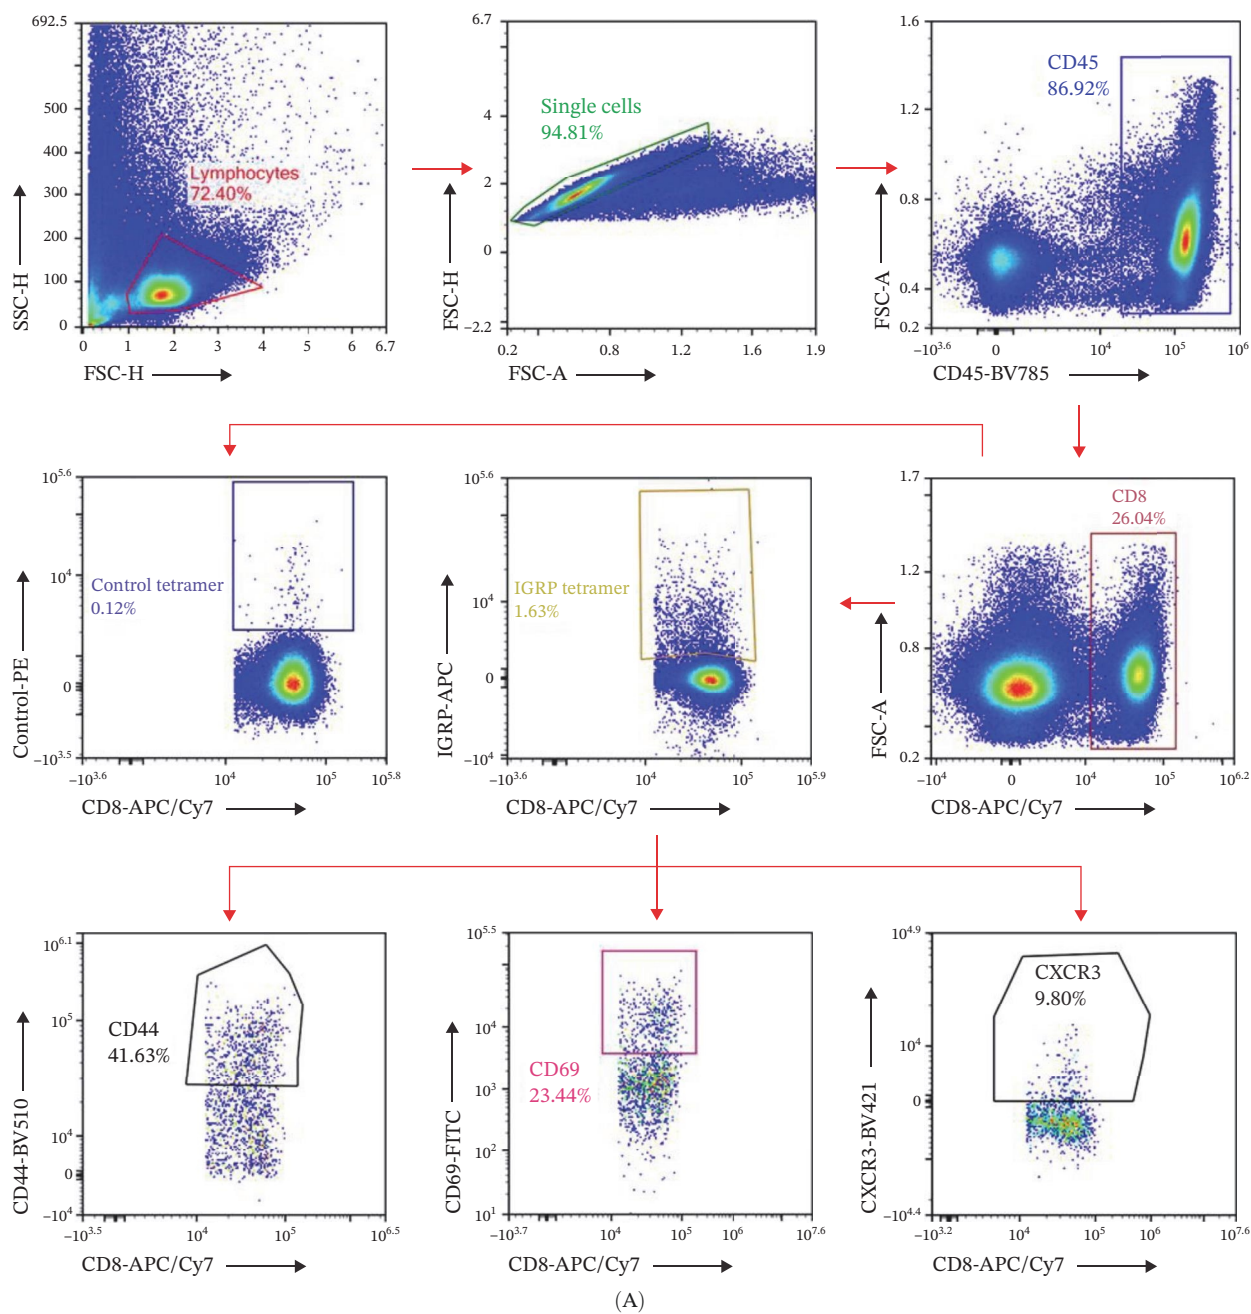 692.5
500
400
300
200
100
0
SSC-H
Lymphocytes
72.40%
0 1 2 3 4 5 6 6.7
FSC-H
6.7
4
2
0
−2.2
FSC-H
Single cells
94.81%
0.2 0.8 1.2 1.6 1.9
FSC-A
1.6
1.2
0.8
0.4
0.2
FSC-A
CD45
86.92%
−10^3.6 0 10^4 10^5 10^6
CD45-BV785
10^5.6
10^4
0
−10^3.5
Control-PE
Control tetramer
0.12%
−10^3.6 10^4 10^5 10^5.8
CD8-APC/Cy7
10^5.6
10^4
0
−10^4
IGRP-APC
IGRP tetramer
1.63%
−10^3.6 10^4 10^5 10^5.9
CD8-APC/Cy7
1.7
1.2
0.8
0.2
FSC-A
CD8
26.04%
−10^4 0 10^4 10^5 10^6.2
CD8-APC/Cy7
10^6.1
10^5
10^4
0
−10^4
CD44-BV510
CD44
41.63%
−10^3.5 10^4 10^5 10^6.5
CD8-APC/Cy7
10^5.5
10^4
10^3
10^2
10^1
CD69-FITC
CD69
23.44%
−10^3.7 10^4 10^5 10^6 10^7.6
CD8-APC/Cy7
10^4.9
10^4
0
−10^4.4
CXCR3-BV421
CXCR3
9.80%
−10^3.2 10^4 10^5 10^6 10^7.6
CD8-APC/Cy7
(A)